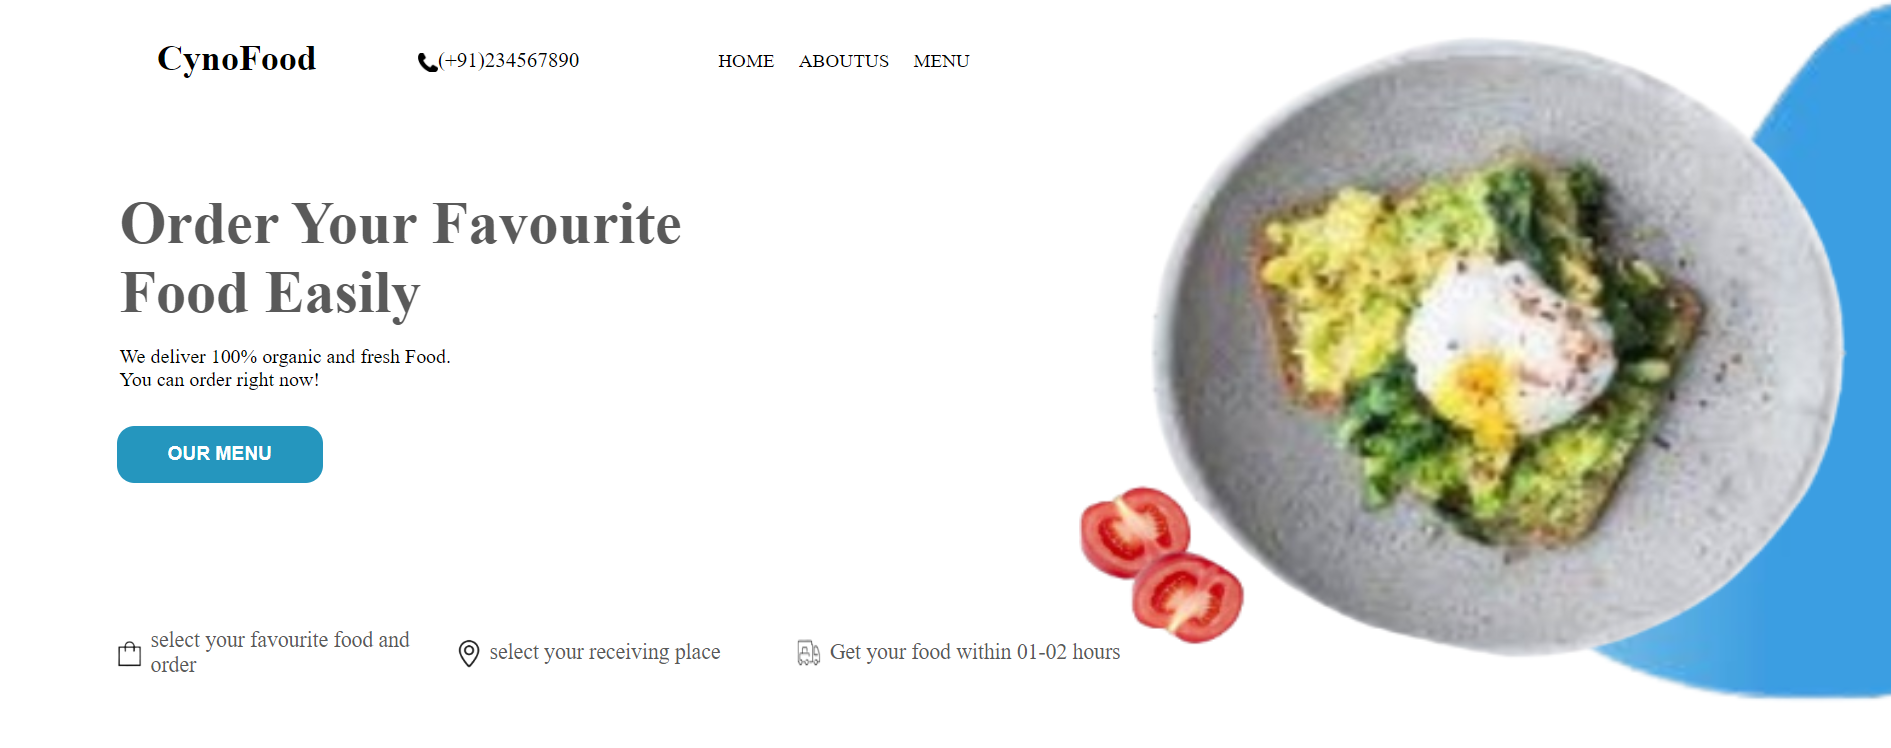 CynoFood
(+91)234567890
HOME ABOUTUS MENU
Order Your Favourite
Food Easily
We deliver 100% organic and fresh Food.
You can order right now!
OUR MENU
select your favourite food and
order
select your receiving place
Get your food within 01-02 hours